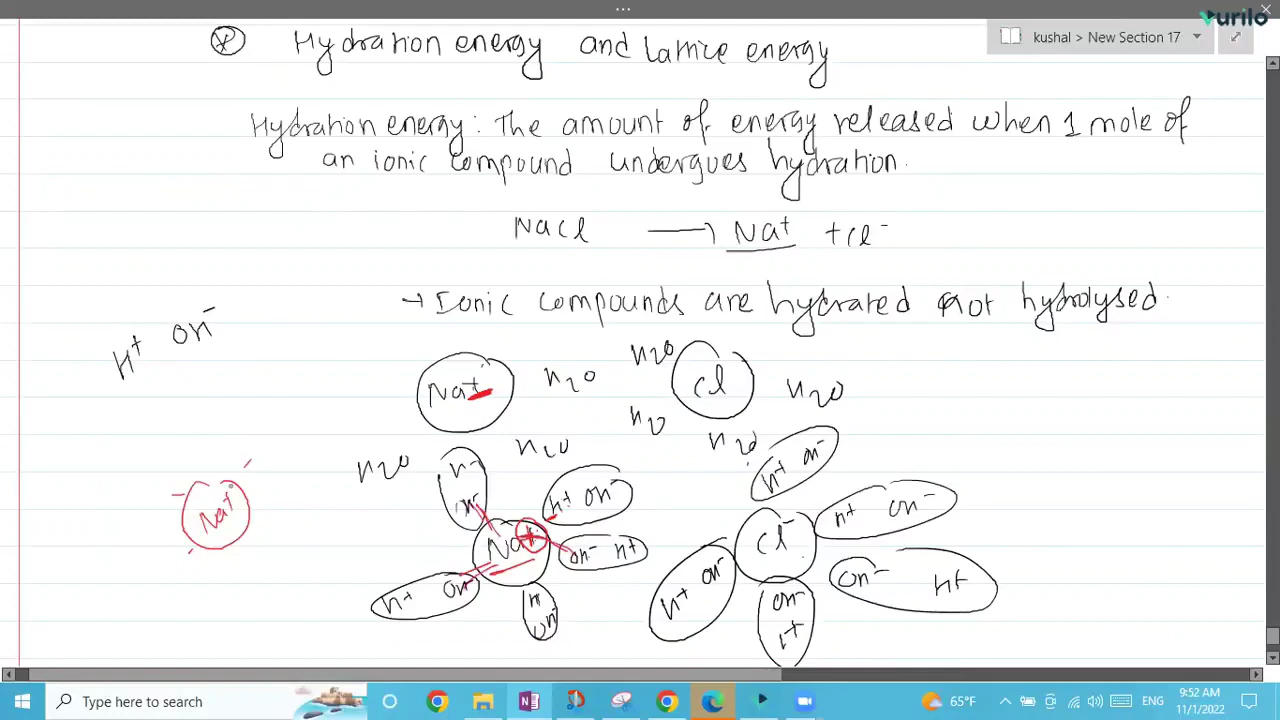 Yurilo
kushal > New Section 17
Hydration energy and Lattice energy
Hydration energy: The amount of energy released when 1 mole of
an ionic compound undergues hydration.
NaCl → Na+ + Cl-
→ Ionic compounds are hydrated not hydrolysed.
H+ OH-
Na+ H2O H2O Cl H2O
H2O
H2O H2O H2O
H+ OH-
H+ OH-
H+ OH-
Na+
Na+
OH- H+
Cl-
OH- H+
H+ OH-
H+ OH-
OH-
Type here to search
65°F
ENG
9:52 AM
11/1/2022